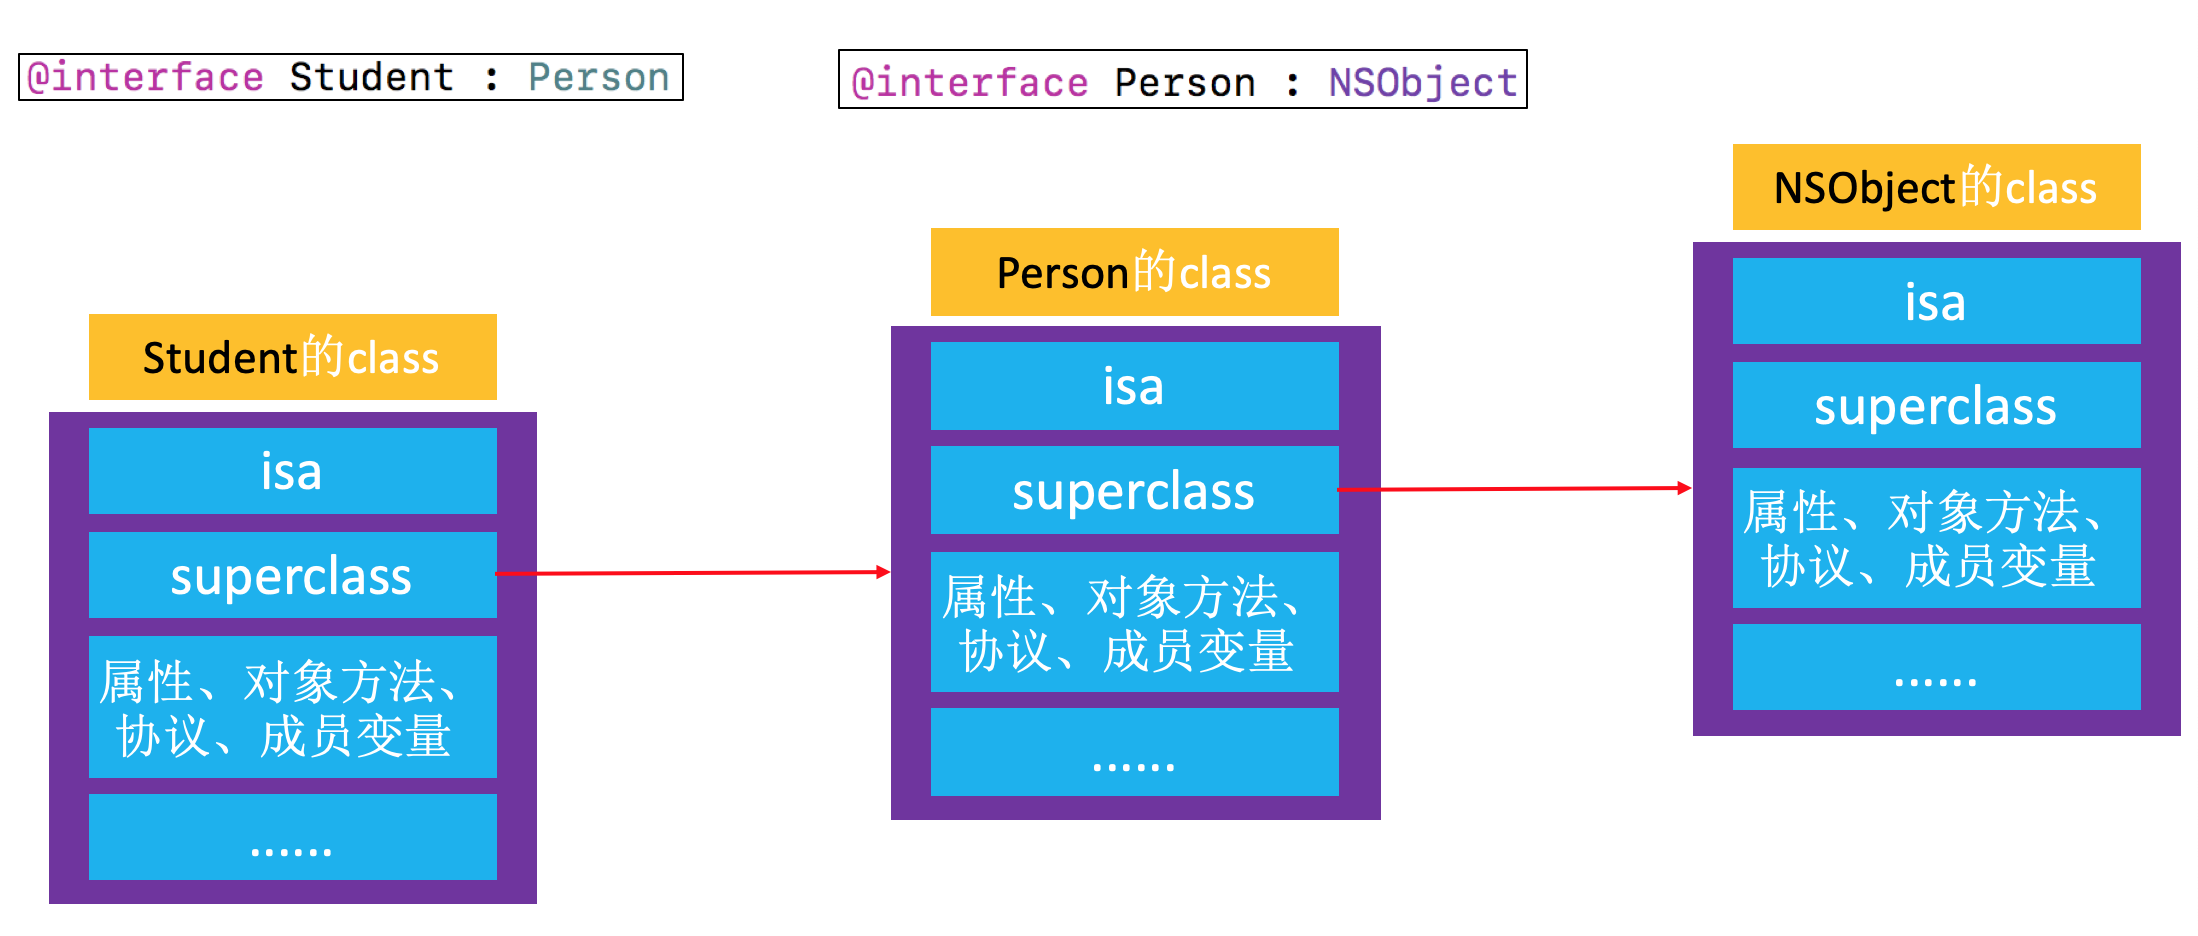 @interface Student : Person
@interface Person : NSObject
Student的class
isa
superclass
属性、对象方法、
协议、成员变量
......
Person的class
isa
superclass
属性、对象方法、
协议、成员变量
......
NSObject的class
isa
superclass
属性、对象方法、
协议、成员变量
......